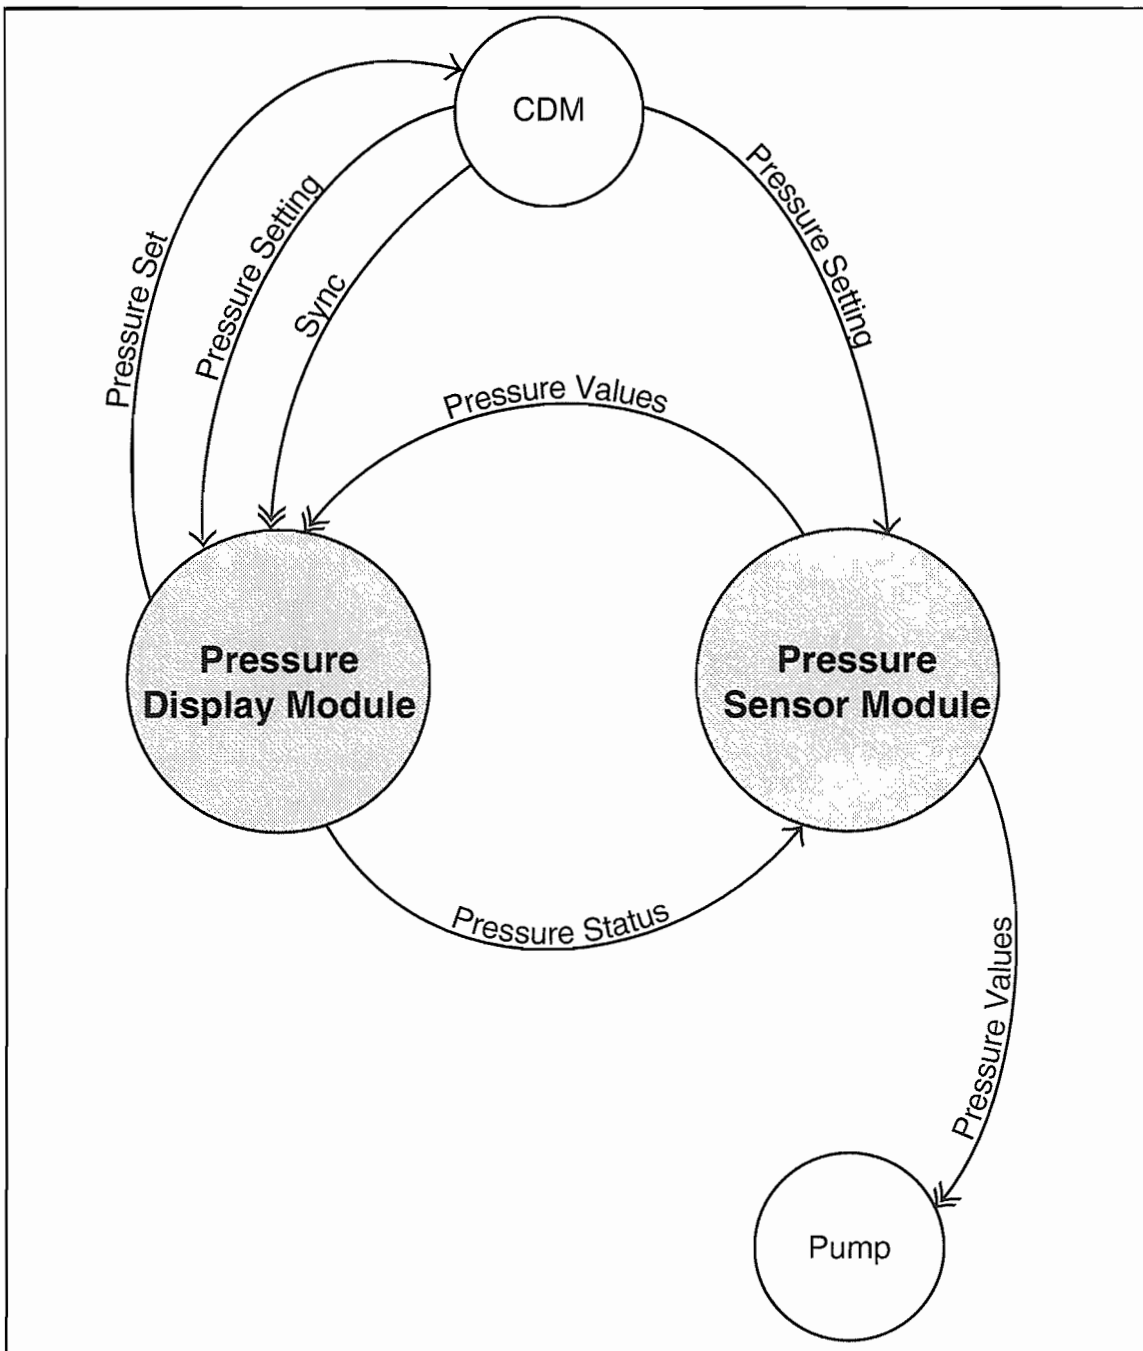 CDM
Pressure Set
Pressure Setting
Sync
Pressure Setting
Pressure Values
Pressure
Display Module
Pressure
Sensor Module
Pressure Status
Pressure Values
Pump